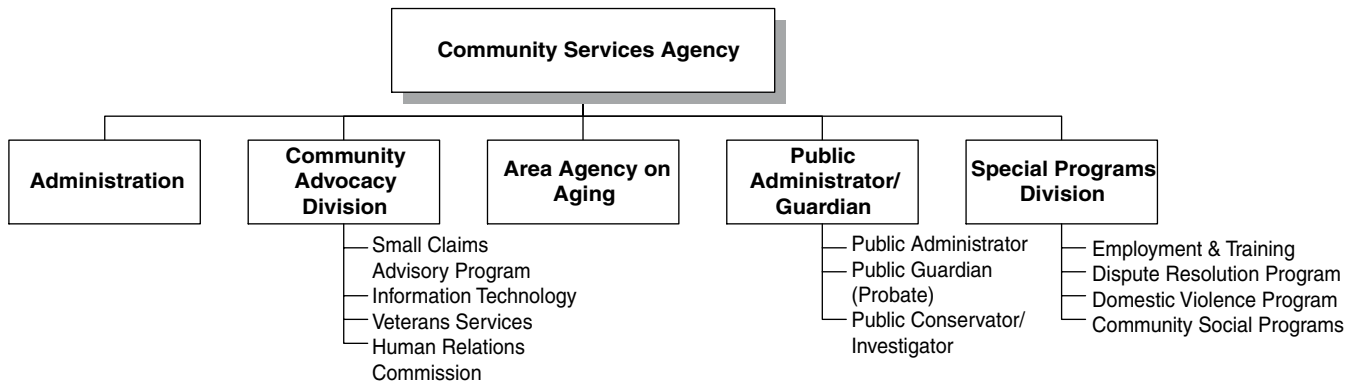 Community Services Agency
Administration
Community
Advocacy
Division
Area Agency on
Aging
Public
Administrator/
Guardian
Special Programs
Division
Small Claims
Advisory Program
Information Technology
Veterans Services
Human Relations
Commission
Public Administrator
Public Guardian
(Probate)
Public Conservator/
Investigator
Employment & Training
Dispute Resolution Program
Domestic Violence Program
Community Social Programs